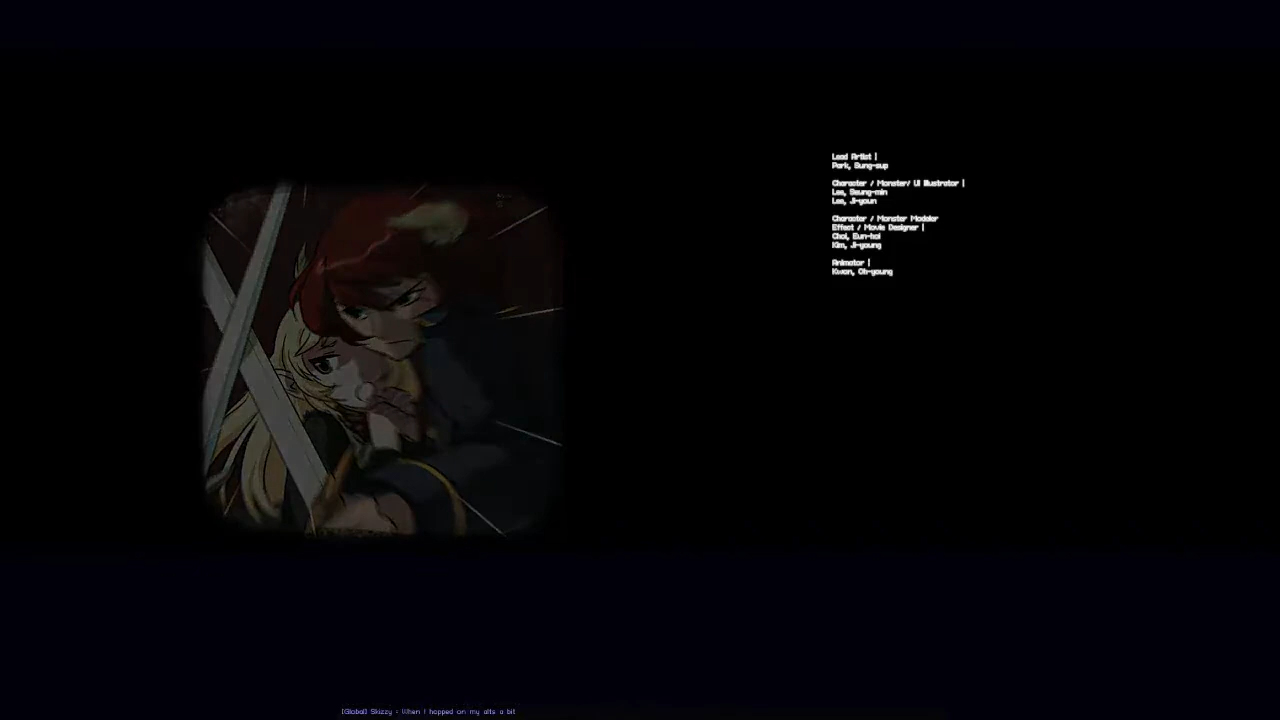 Lead Artist |
Park, Sung-sup
Character / Monster/ UI Illustrator |
Lee, Seung-min
Lee, Ji-youn
Character / Monster Modeler
Effect / Movie Designer |
Choi, Eun-hoi
Kim, Ji-young
Animator |
Kwon, Oh-young
[Global] Skizzy : When I hopped on my alts a bit